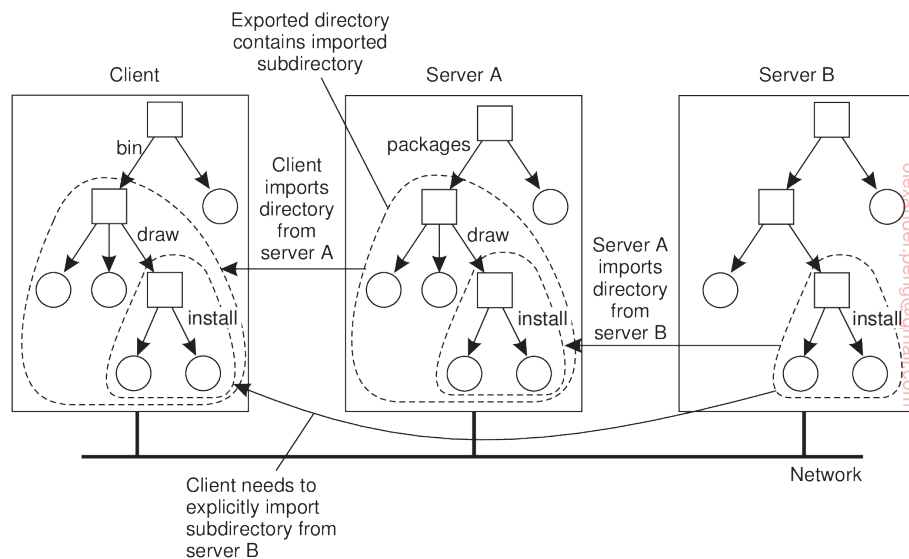 Exported directory
contains imported
subdirectory
Client
Server A
Server B
bin
packages
Client
imports
directory
from
server A
draw
draw
Server A
imports
directory
from
server B
install
install
install
Network
Client needs to
explicitly import
subdirectory from
server B